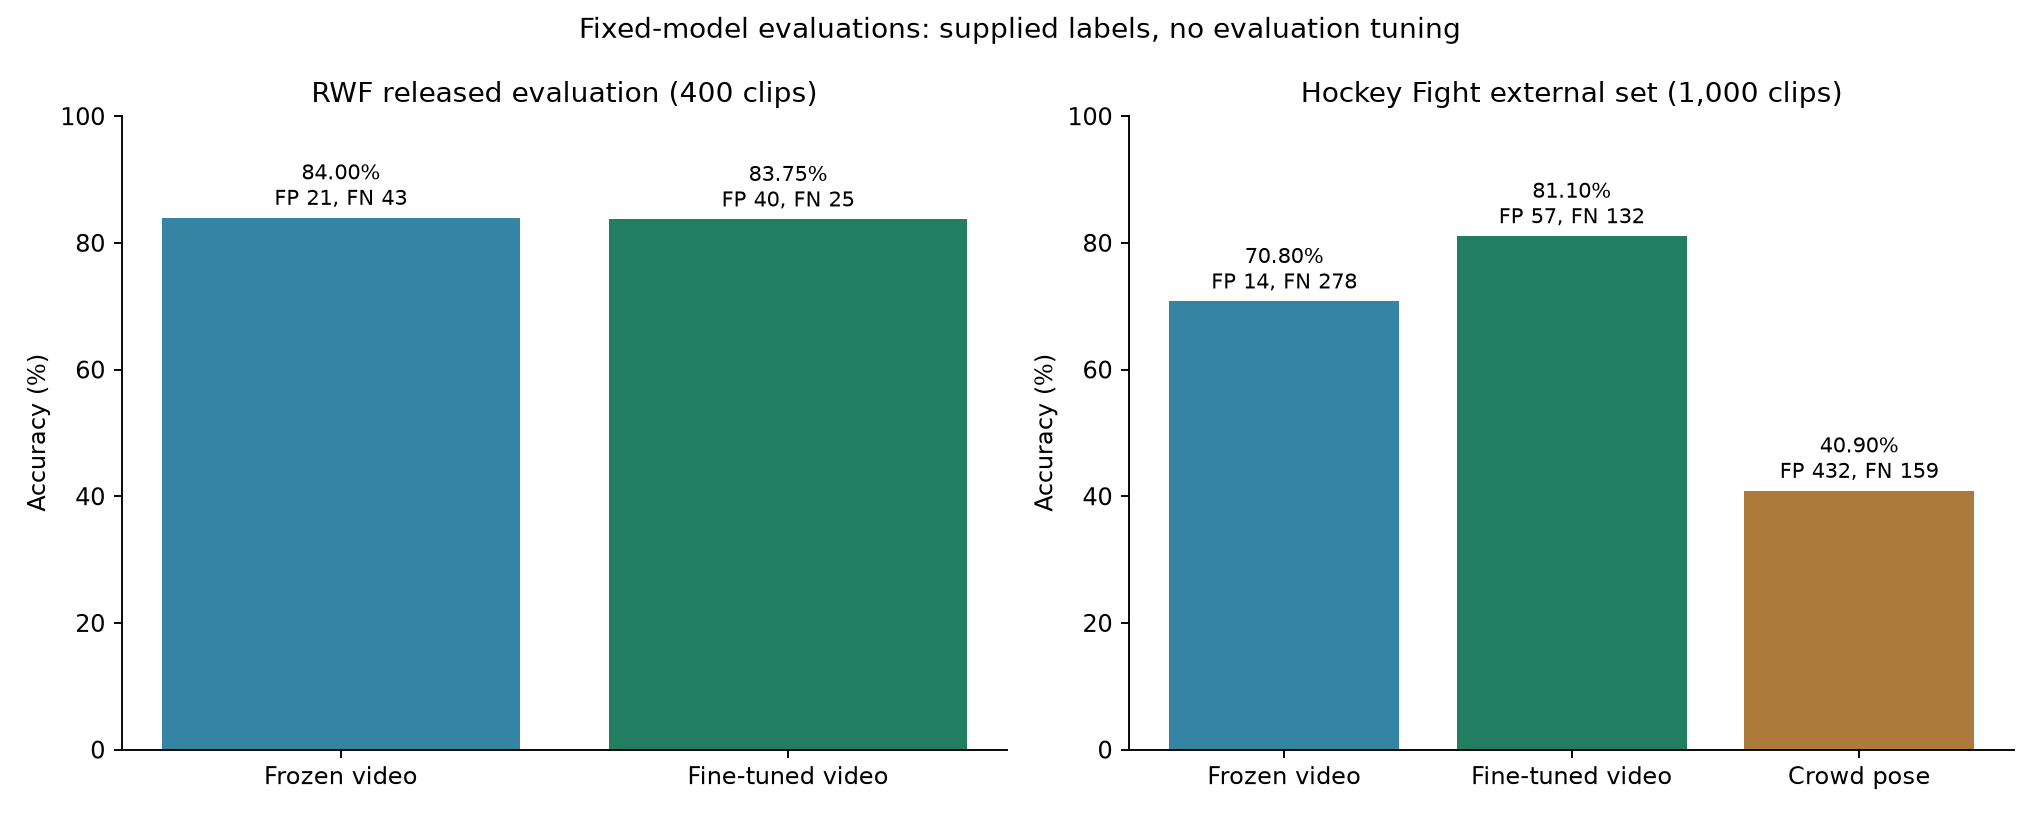 Fixed-model evaluations: supplied labels, no evaluation tuning
RWF released evaluation (400 clips)
Accuracy (%)
100
80
60
40
20
0
84.00%
FP 21, FN 43
83.75%
FP 40, FN 25
Frozen video
Fine-tuned video
Hockey Fight external set (1,000 clips)
Accuracy (%)
100
80
60
40
20
0
70.80%
FP 14, FN 278
81.10%
FP 57, FN 132
40.90%
FP 432, FN 159
Frozen video
Fine-tuned video
Crowd pose